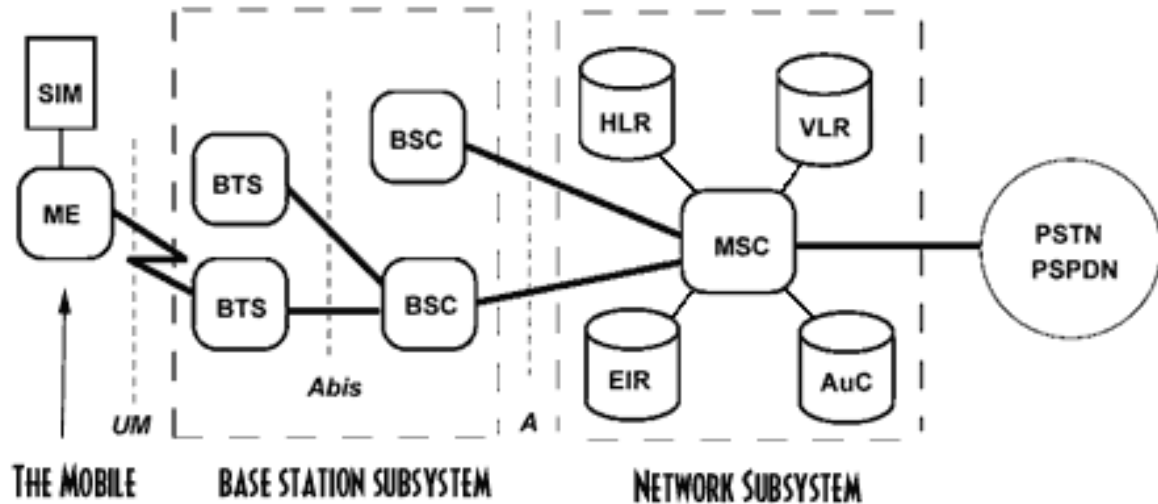 SIM
ME
BTS
BTS
BSC
BSC
HLR
VLR
MSC
EIR
AuC
PSTN
PSPDN
UM
Abis
A
THE MOBILE
BASE STATION SUBSYSTEM
NETWORK SUBSYSTEM